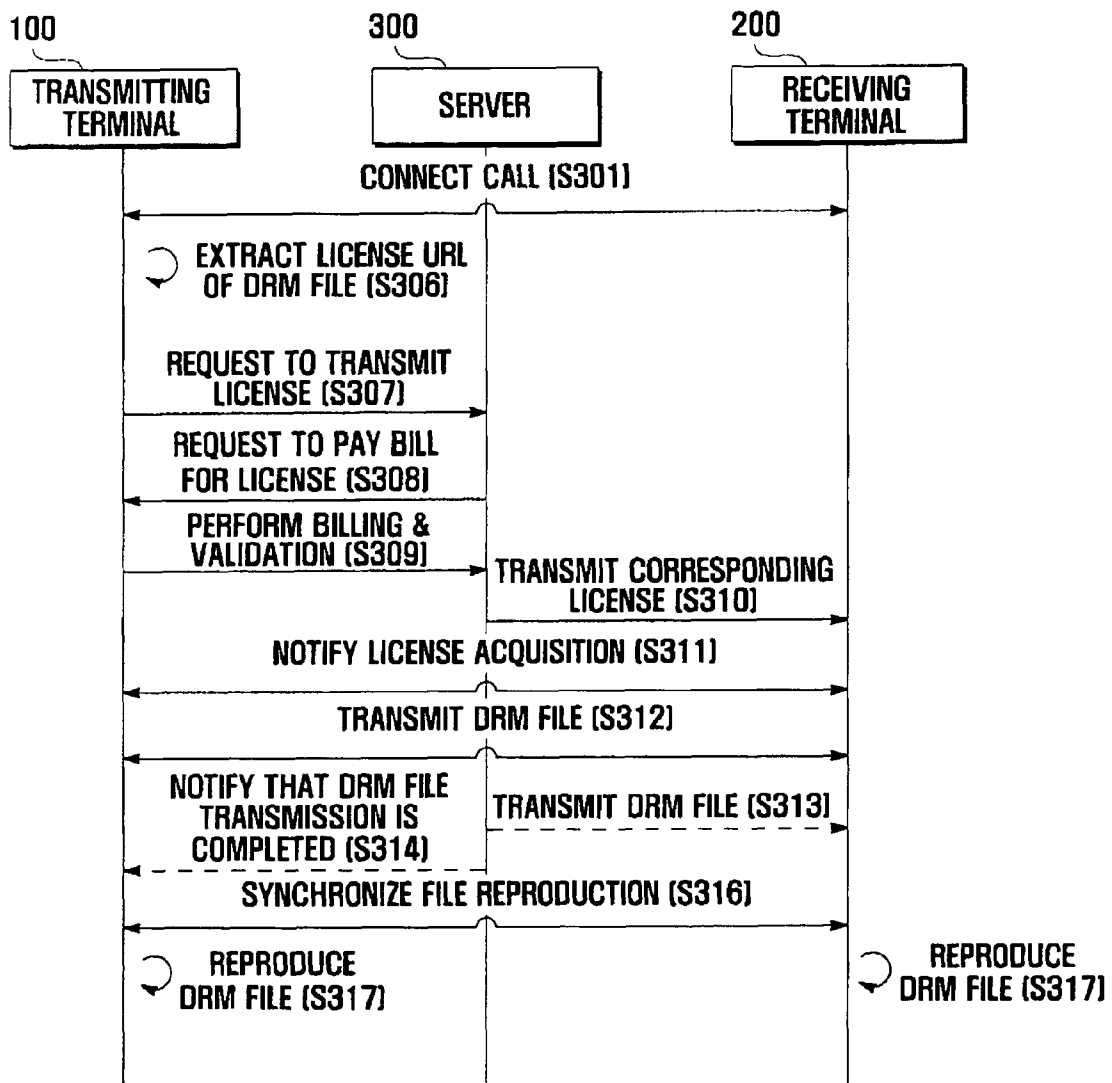 100
300
200
TRANSMITTING
TERMINAL
SERVER
RECEIVING
TERMINAL
CONNECT CALL (S301)
EXTRACT LICENSE URL
OF DRM FILE (S306)
REQUEST TO TRANSMIT
LICENSE (S307)
REQUEST TO PAY BILL
FOR LICENSE (S308)
PERFORM BILLING &
VALIDATION (S309)
TRANSMIT CORRESPONDING
LICENSE (S310)
NOTIFY LICENSE ACQUISITION (S311)
TRANSMIT DRM FILE (S312)
NOTIFY THAT DRM FILE
TRANSMISSION IS
COMPLETED (S314)
TRANSMIT DRM FILE (S313)
SYNCHRONIZE FILE REPRODUCTION (S316)
REPRODUCE
DRM FILE (S317)
REPRODUCE
DRM FILE (S317)